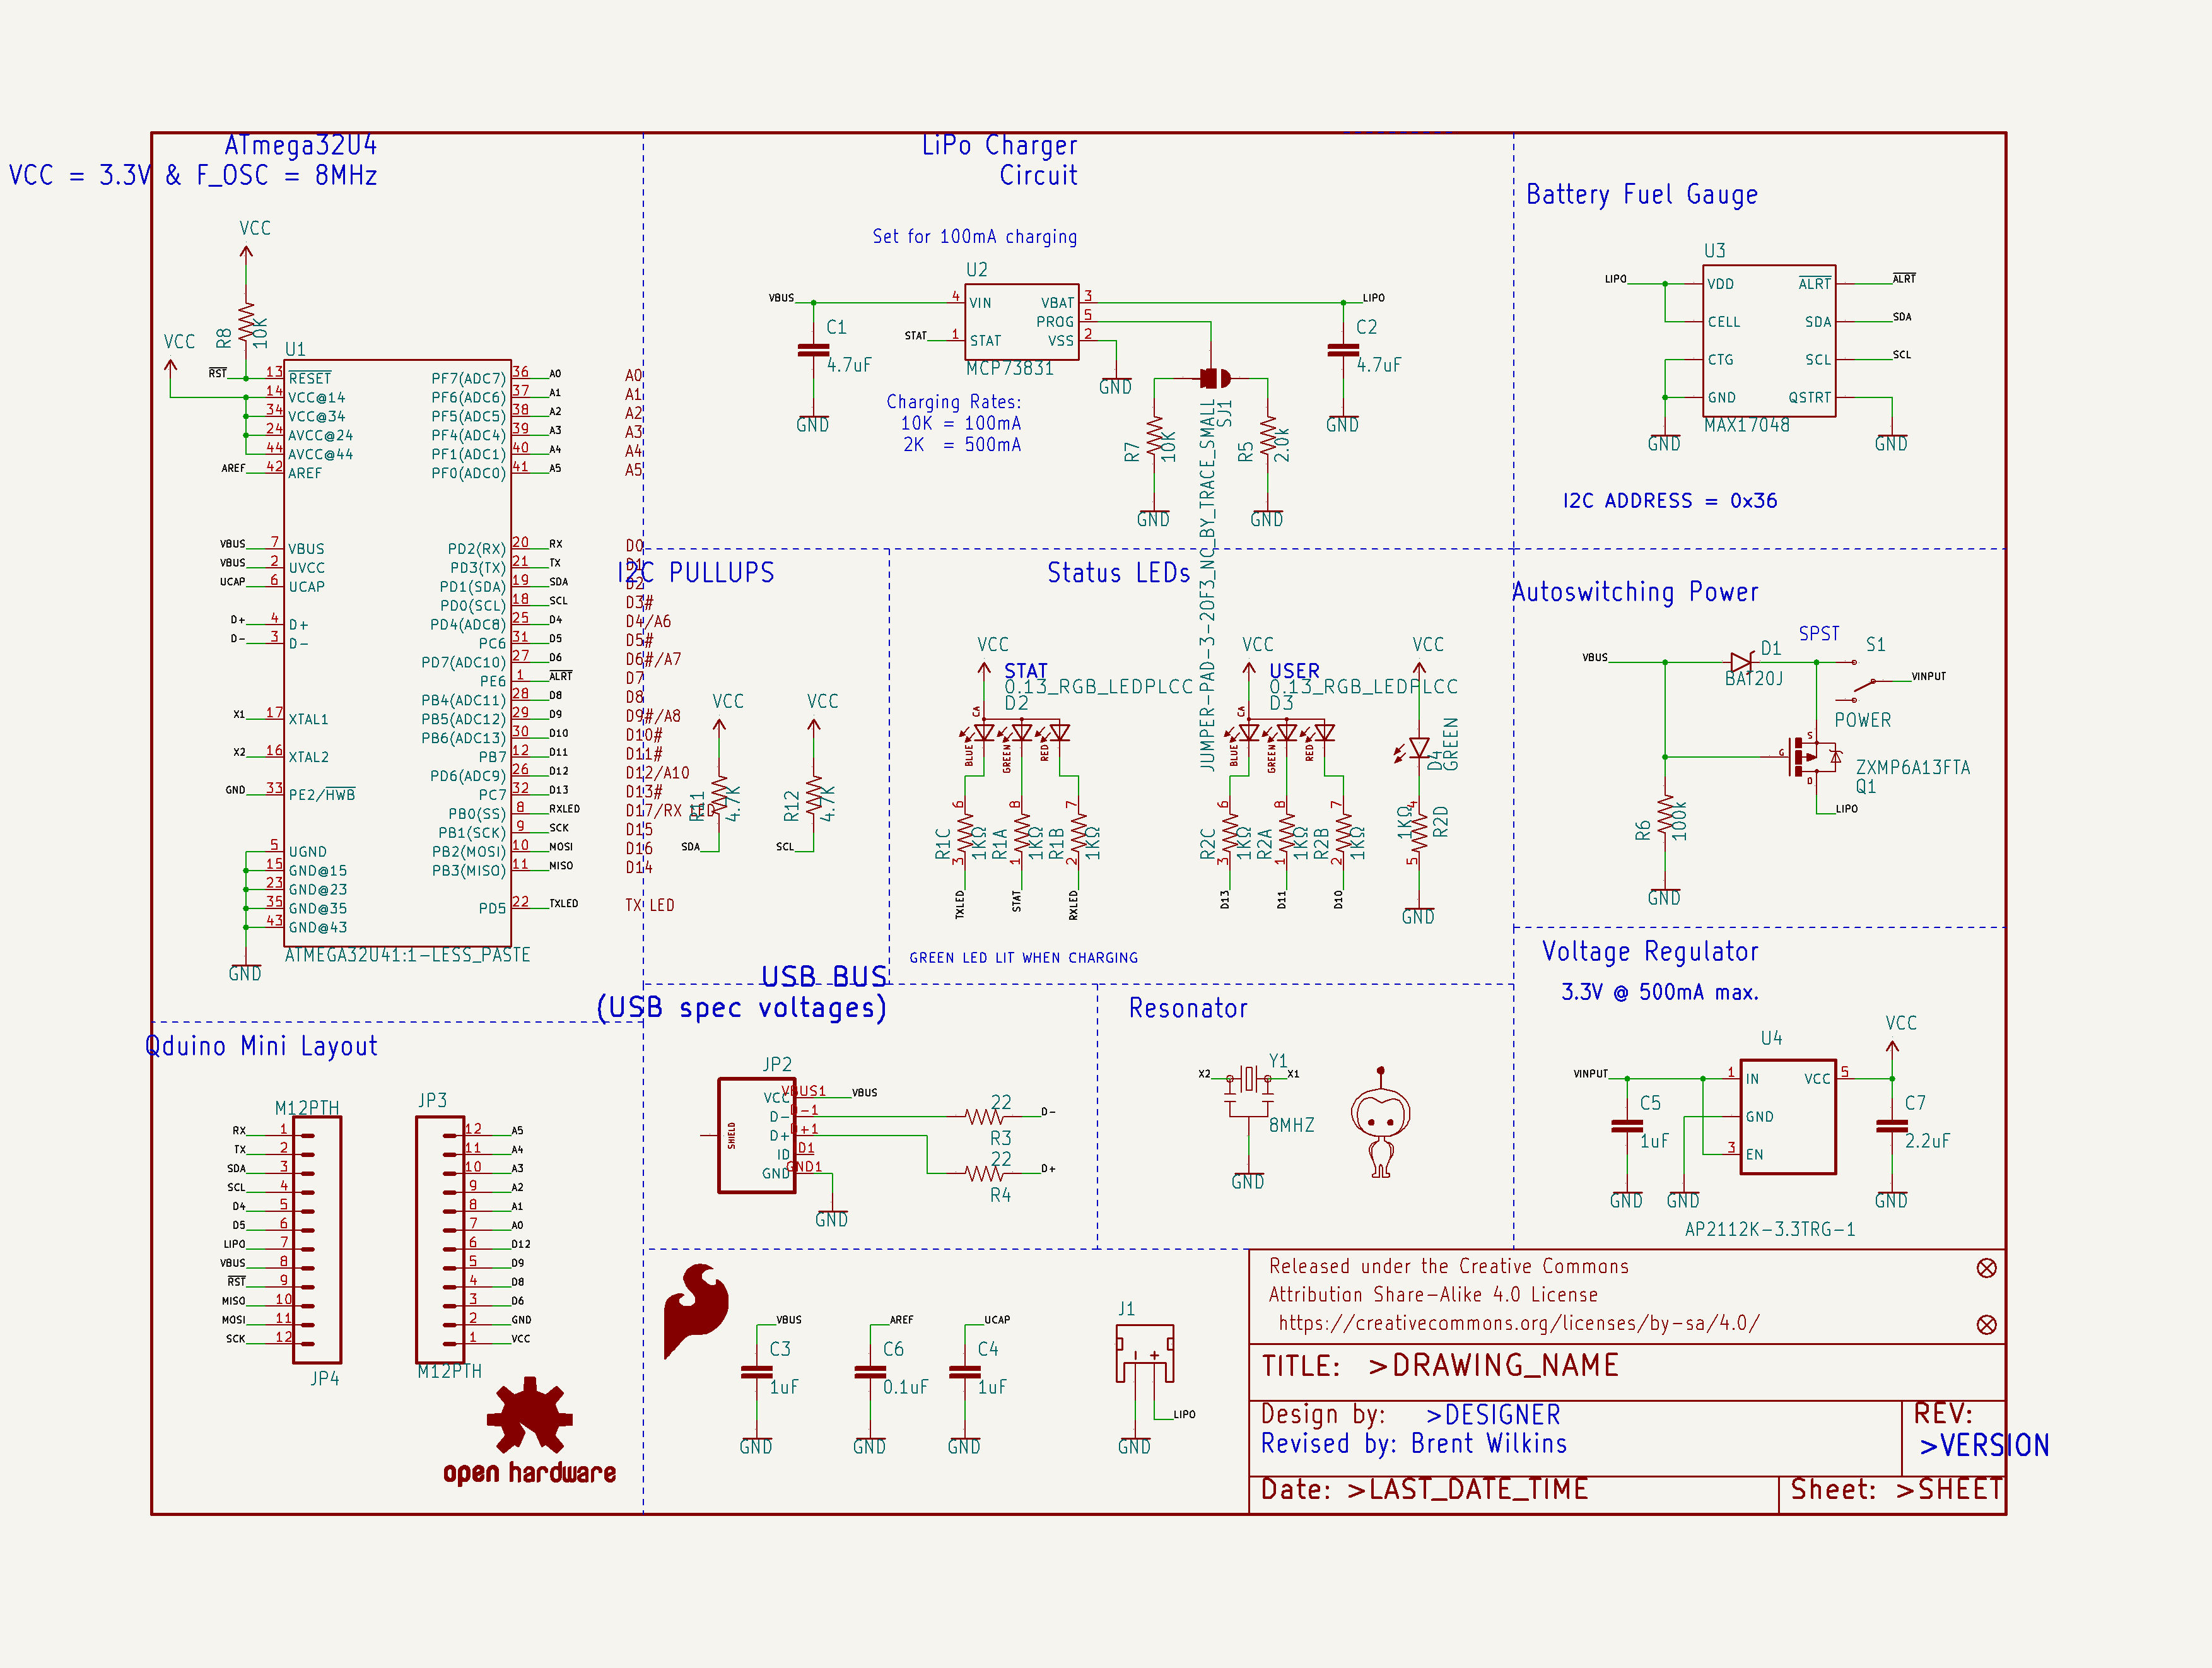 ATmega32U4
VCC = 3.3V & F_OSC = 8MHz
VCC
R8
10K
VCC
U1
RST
13
RESET
14
VCC@14
34
VCC@34
24
AVCC@24
44
AVCC@44
AREF
42
AREF
VBUS
7
VBUS
VBUS
2
UVCC
UCAP
6
UCAP
D+
4
D+
D-
3
D-
X1
17
XTAL1
X2
16
XTAL2
GND
33
PE2/HWB
5
UGND
15
GND@15
23
GND@23
35
GND@35
43
GND@43
GND
ATMEGA32U41:1-LESS_PASTE
PF7(ADC7) 36 A0 A0
PF6(ADC6) 37 A1 A1
PF5(ADC5) 38 A2 A2
PF4(ADC4) 39 A3 A3
PF1(ADC1) 40 A4 A4
PF0(ADC0) 41 A5 A5
PD2(RX) 20 RX D0
PD3(TX) 21 TX D1
PD1(SDA) 19 SDA D2
PD0(SCL) 18 SCL D3#
PD4(ADC8) 25 D4 D4/A6
PC6 31 D5 D5#
PD7(ADC10) 27 D6 D6#/A7
PE6 1 ALRT D7
PB4(ADC11) 28 D8 D8
PB5(ADC12) 29 D9 D9#/A8
PB6(ADC13) 30 D10 D10#
PB7 12 D11 D11#
PD6(ADC9) 26 D12 D12/A10
PC7 32 D13 D13#
PB0(SS) 8 RXLED D17/RX LED
PB1(SCK) 9 SCK D15
PB2(MOSI) 10 MOSI D16
PB3(MISO) 11 MISO D14
PD5 22 TXLED TX LED
LiPo Charger
Circuit
Set for 100mA charging
U2
VBUS
4
VIN
VBAT
3
LIPO
PROG
5
STAT
1
STAT
VSS
2
MCP73831
C1
4.7uF
GND
GND
C2
4.7uF
GND
Charging Rates:
10K = 100mA
2K = 500mA
R7
10K
GND
SJ1
JUMPER-PAD-3-2OF3_NC_BY_TRACE_SMALL
R5
2.0k
GND
Battery Fuel Gauge
U3
LIPO
VDD
ALRT
ALRT
CELL
SDA
SDA
CTG
SCL
SCL
GND
QSTRT
MAX17048
GND
GND
I2C ADDRESS = 0x36
I2C PULLUPS
VCC
VCC
R11
4.7K
R12
4.7K
SDA
SCL
Status LEDs
VCC
STAT
0.13_RGB_LEDPLCC
D2
CA
BLUE
GREEN
RED
6
8
7
R1C
1KΩ
R1A
1KΩ
R1B
1KΩ
3
1
2
TXLED
STAT
RXLED
VCC
USER
0.13_RGB_LEDPLCC
D3
CA
BLUE
GREEN
RED
6
8
7
R2C
1KΩ
R2A
1KΩ
R2B
1KΩ
3
1
2
D13
D11
D10
VCC
D4
GREEN
4
1KΩ
R2D
5
GND
GREEN LED LIT WHEN CHARGING
Autoswitching Power
SPST
VBUS
D1
BAT20J
S1
VINPUT
POWER
S
G
D
ZXMP6A13FTA
Q1
LIPO
R6
100k
GND
Voltage Regulator
3.3V @ 500mA max.
VCC
U4
VINPUT
1
IN
VCC
5
GND
3
EN
C5
1uF
C7
2.2uF
GND
GND
GND
AP2112K-3.3TRG-1
USB BUS
(USB spec voltages)
JP2
SHIELD
VCC
VBUS1
VBUS
D-
D-1
D+
D+1
ID
D1
GND
GND1
GND
22
R3
D-
22
R4
D+
Resonator
Y1
X2
X1
8MHZ
GND
Qduino Mini Layout
M12PTH
RX 1
TX 2
SDA 3
SCL 4
D4 5
D5 6
LIPO 7
VBUS 8
RST 9
MISO 10
MOSI 11
SCK 12
JP4
JP3
12 A5
11 A4
10 A3
9 A2
8 A1
7 A0
6 D12
5 D9
4 D8
3 D6
2 GND
1 VCC
M12PTH
open hardware
VBUS
C3
1uF
GND
AREF
C6
0.1uF
GND
UCAP
C4
1uF
GND
J1
- +
LIPO
GND
Released under the Creative Commons
Attribution Share-Alike 4.0 License
https://creativecommons.org/licenses/by-sa/4.0/
TITLE: >DRAWING_NAME
Design by: >DESIGNER
Revised by: Brent Wilkins
REV:
>VERSION
Date: >LAST_DATE_TIME
Sheet: >SHEET